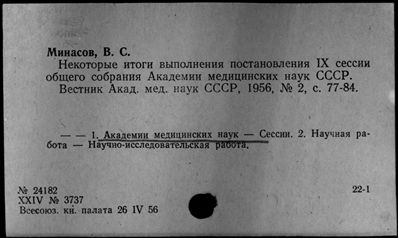 Минасов, В. С.
Некоторые итоги выполнения постановления IX сессии
общего собрания Академии медицинских наук СССР.
Вестник Акад. мед. наук СССР, 1956, № 2, с. 77-84.
— — 1. Академии медицинских наук — Сессии. 2. Научная ра-
бота — Научно-исследовательская работа.
№ 24182 22-1
XXIV № 3737
Всесоюз. кн. палата 26 IV 56